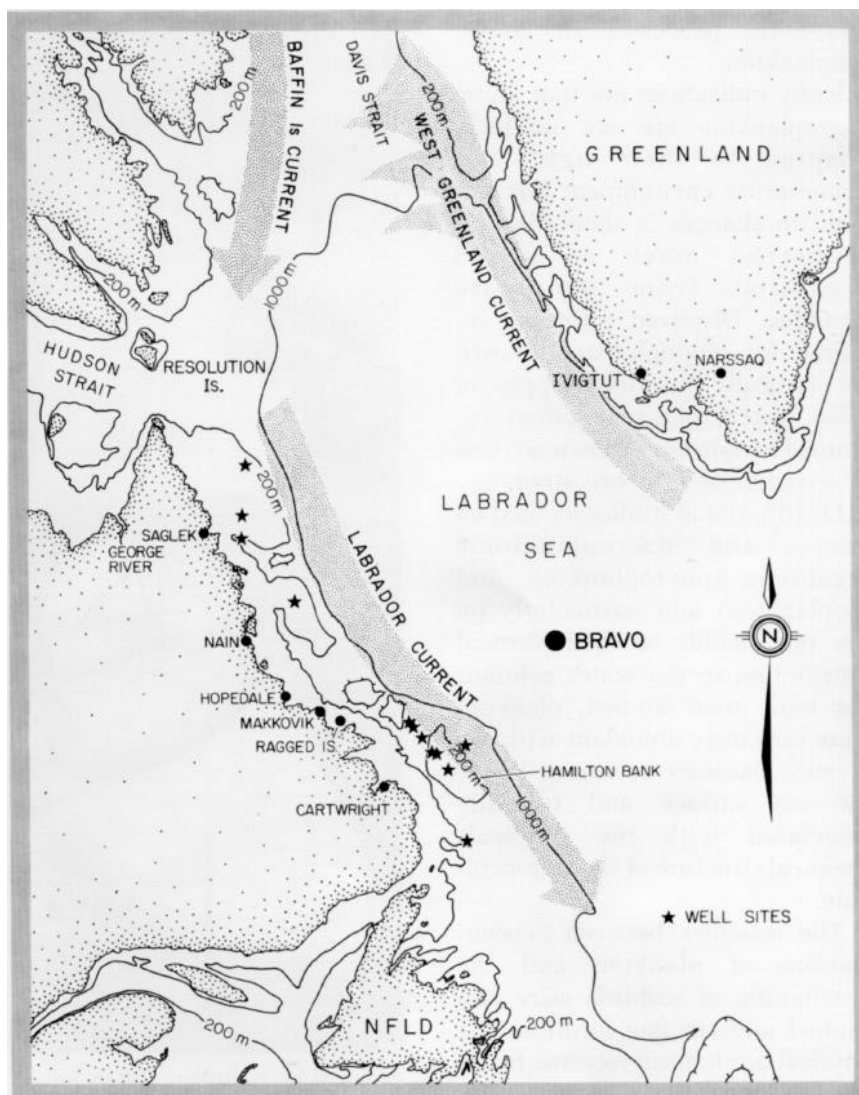 200 m
BAFFIN Is CURRENT
DAVIS STRAIT
200 m
WEST GREENLAND CURRENT
GREENLAND
1000 m
200 m
HUDSON
STRAIT
RESOLUTION
Is.
IVIGTUT
NARSSAQ
200 m
LABRADOR
SEA
SAGLEK
GEORGE
RIVER
LABRADOR CURRENT
N
BRAVO
NAIN
HOPEDALE
MAKKOVIK
RAGGED IS.
200 m
HAMILTON BANK
CARTWRIGHT
1000 m
WELL SITES
200 m
NFLD.
200 m